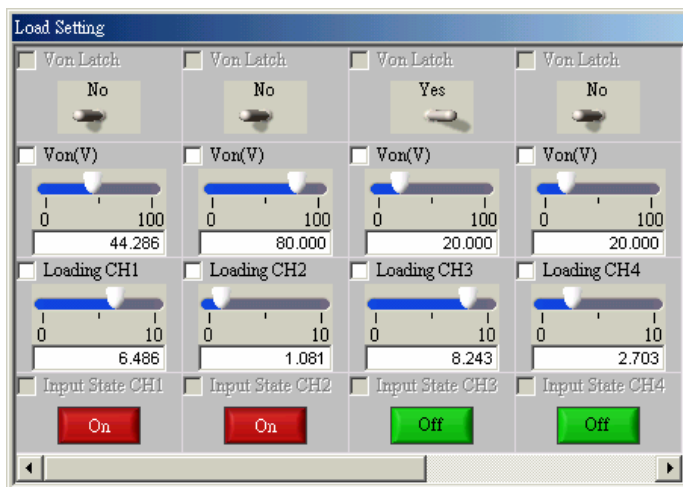 Load Setting
Von Latch Von Latch Von Latch Von Latch
No No Yes No
Von(V) Von(V) Von(V) Von(V)
0 100 0 100 0 100 0 100
44.286 80.000 20.000 20.000
Loading CH1 Loading CH2 Loading CH3 Loading CH4
0 10 0 10 0 10 0 10
6.486 1.081 8.243 2.703
Input State CH1 Input State CH2 Input State CH3 Input State CH4
On On Off Off